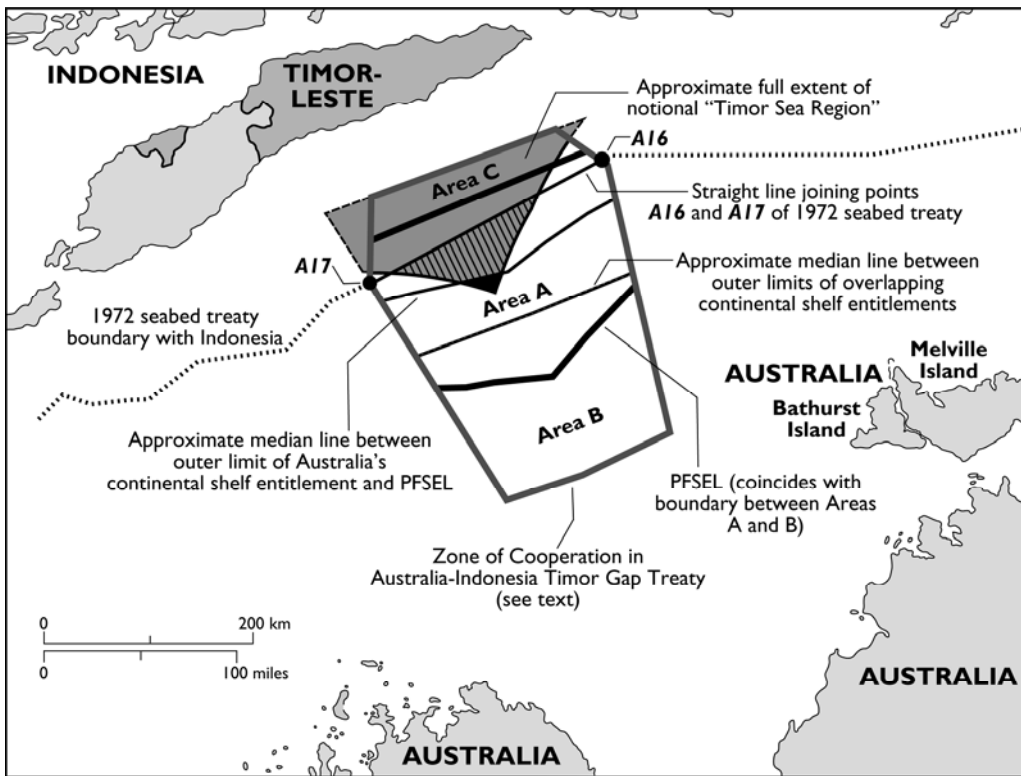 INDONESIA
TIMOR-
LESTE
Approximate full extent of
notional “Timor Sea Region”
A16
Area C
Straight line joining points
A16 and A17 of 1972 seabed treaty
A17
Approximate median line between
outer limits of overlapping
continental shelf entitlements
Area A
1972 seabed treaty
boundary with Indonesia
AUSTRALIA
Melville
Island
Bathurst
Island
Area B
Approximate median line between
outer limit of Australia’s
continental shelf entitlement and PFSEL
PFSEL (coincides with
boundary between Areas
A and B)
Zone of Cooperation in
Australia-Indonesia Timor Gap Treaty
(see text)
0 200 km
0 100 miles
AUSTRALIA
AUSTRALIA